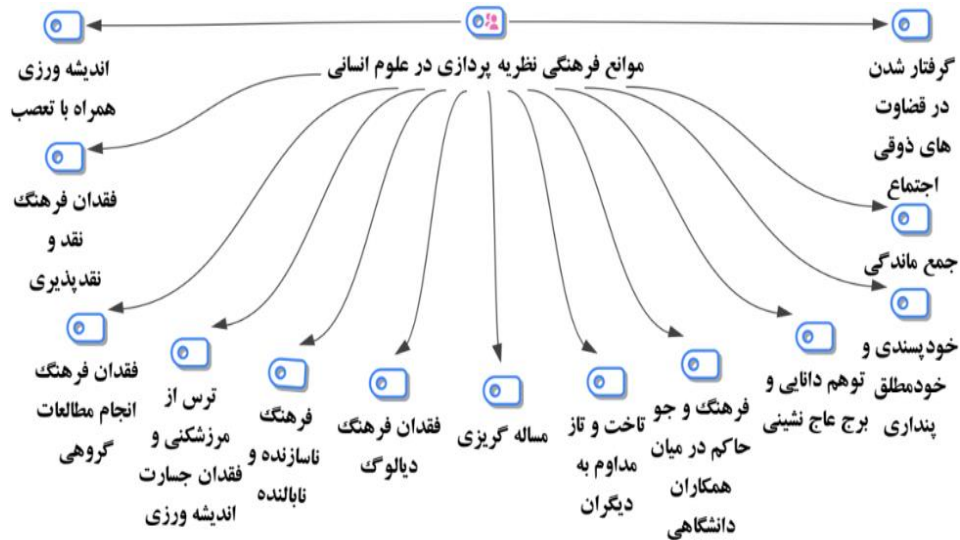 موانع فرهنگی نظریه پردازی در علوم انسانی
گرفتار شدن
در قضاوت
های ذوقی
اجتماع
جمع ماندگی
خودپسندی و
خودمطلق
پنداری
توهم دانایی و
برج عاج نشینی
فرهنگ و جو
حاکم در میان
همکاران
دانشگاهی
تاخت و تاز
مداوم به
دیگران
مساله گریزی
فقدان فرهنگ
دیالوگ
فرهنگ
ناسازنده و
نابالنده
ترس از
مرزشکنی و
فقدان جسارت
اندیشه ورزی
فقدان فرهنگ
انجام مطالعات
گروهی
فقدان فرهنگ
نقد و
نقدپذیری
اندیشه ورزی
همراه با تعصب